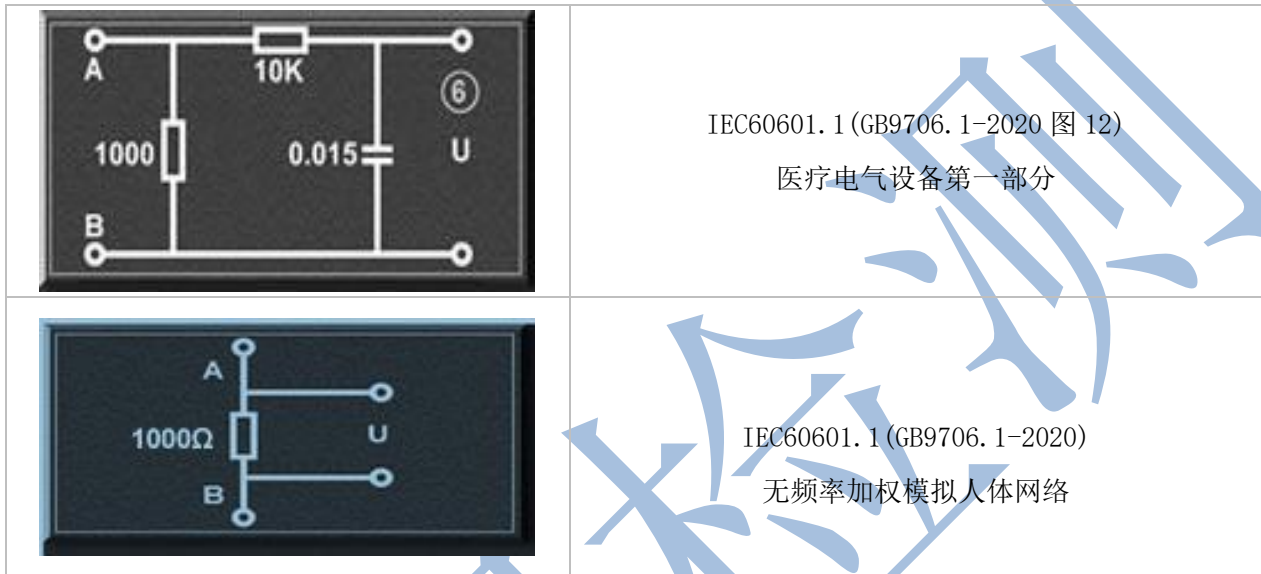 A
10K
⑥
1000
0.015
U
B
IEC60601.1(GB9706.1-2020 图 12)
医疗电气设备第一部分
A
1000Ω
U
B
IEC60601.1(GB9706.1-2020)
无频率加权模拟人体网络
检测